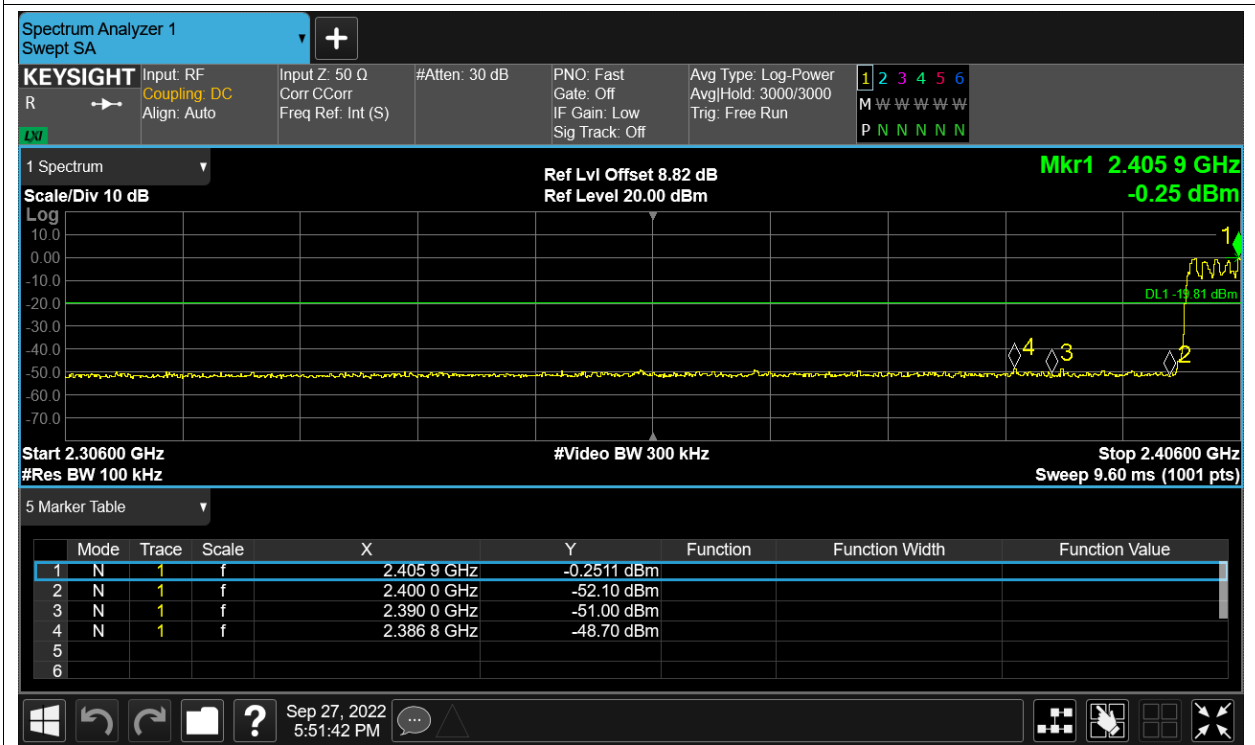 Spectrum Analyzer 1
Swept SA
+
KEYSIGHT Input: RF Input Z: 50 Ω #Atten: 30 dB PNO: Fast Avg Type: Log-Power 1 2 3 4 5 6
R Coupling: DC Corr CCorr Gate: Off Avg|Hold: 3000/3000 M W W W W W
Align: Auto Freq Ref: Int (S) IF Gain: Low Trig: Free Run
LXI Sig Track: Off P N N N N N
1 Spectrum Ref Lvl Offset 8.82 dB Mkr1 2.405 9 GHz
Scale/Div 10 dB Ref Level 20.00 dBm -0.25 dBm
Log
10.0 1
0.00
-10.0
-20.0 DL1 -19.81 dBm
-30.0
-40.0 4 3 2
-50.0
-60.0
-70.0
Start 2.30600 GHz #Video BW 300 kHz Stop 2.40600 GHz
#Res BW 100 kHz Sweep 9.60 ms (1001 pts)
5 Marker Table
Mode Trace Scale X Y Function Function Width Function Value
1 N 1 f 2.405 9 GHz -0.2511 dBm
2 N 1 f 2.400 0 GHz -52.10 dBm
3 N 1 f 2.390 0 GHz -51.00 dBm
4 N 1 f 2.386 8 GHz -48.70 dBm
5
6
? Sep 27, 2022
5:51:42 PM